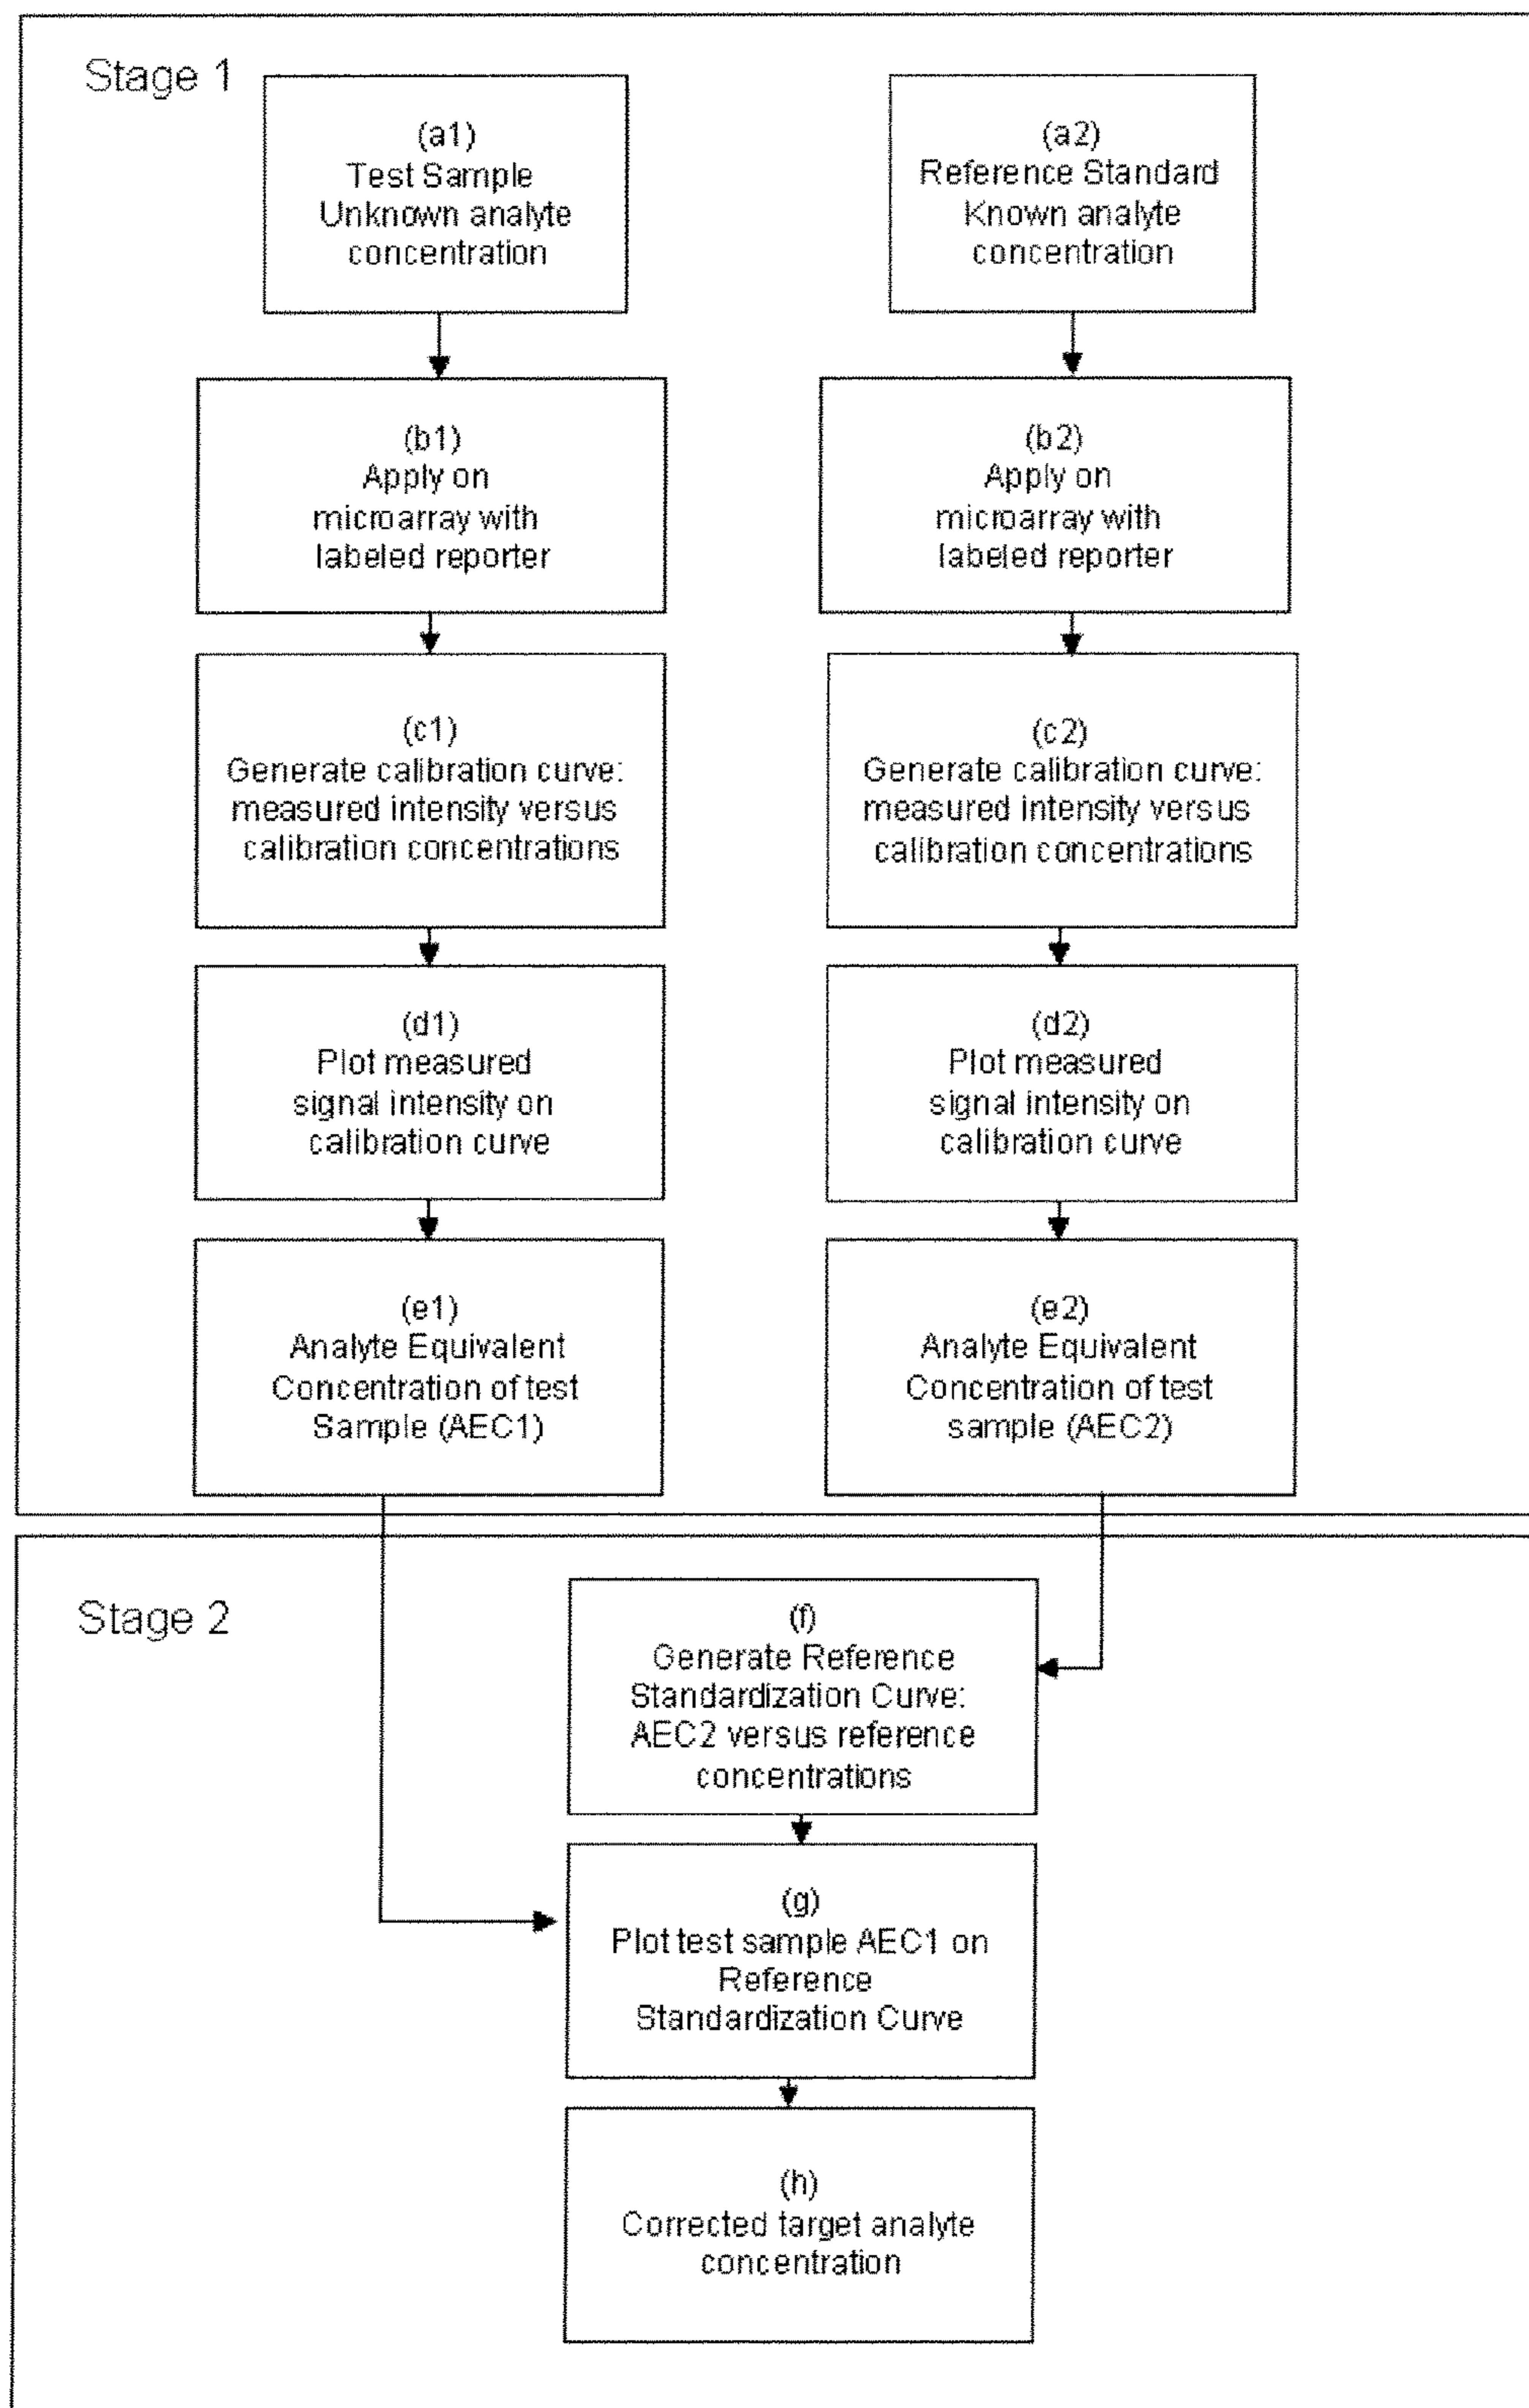 Stage 1
(a1)
Test Sample
Unknown analyte
concentration
(a2)
Reference Standard
Known analyte
concentration
(b1)
Apply on
microarray with
labeled reporter
(b2)
Apply on
microarray with
labeled reporter
(c1)
Generate calibration curve:
measured intensity versus
calibration concentrations
(c2)
Generate calibration curve:
measured intensity versus
calibration concentrations
(d1)
Plot measured
signal intensity on
calibration curve
(d2)
Plot measured
signal intensity on
calibration curve
(e1)
Analyte Equivalent
Concentration of test
Sample (AEC1)
(e2)
Analyte Equivalent
Concentration of test
sample (AEC2)
Stage 2
(f)
Generate Reference
Standardization Curve:
AEC2 versus reference
concentrations
(g)
Plot test sample AEC1 on
Reference
Standardization Curve
(h)
Corrected target analyte
concentration